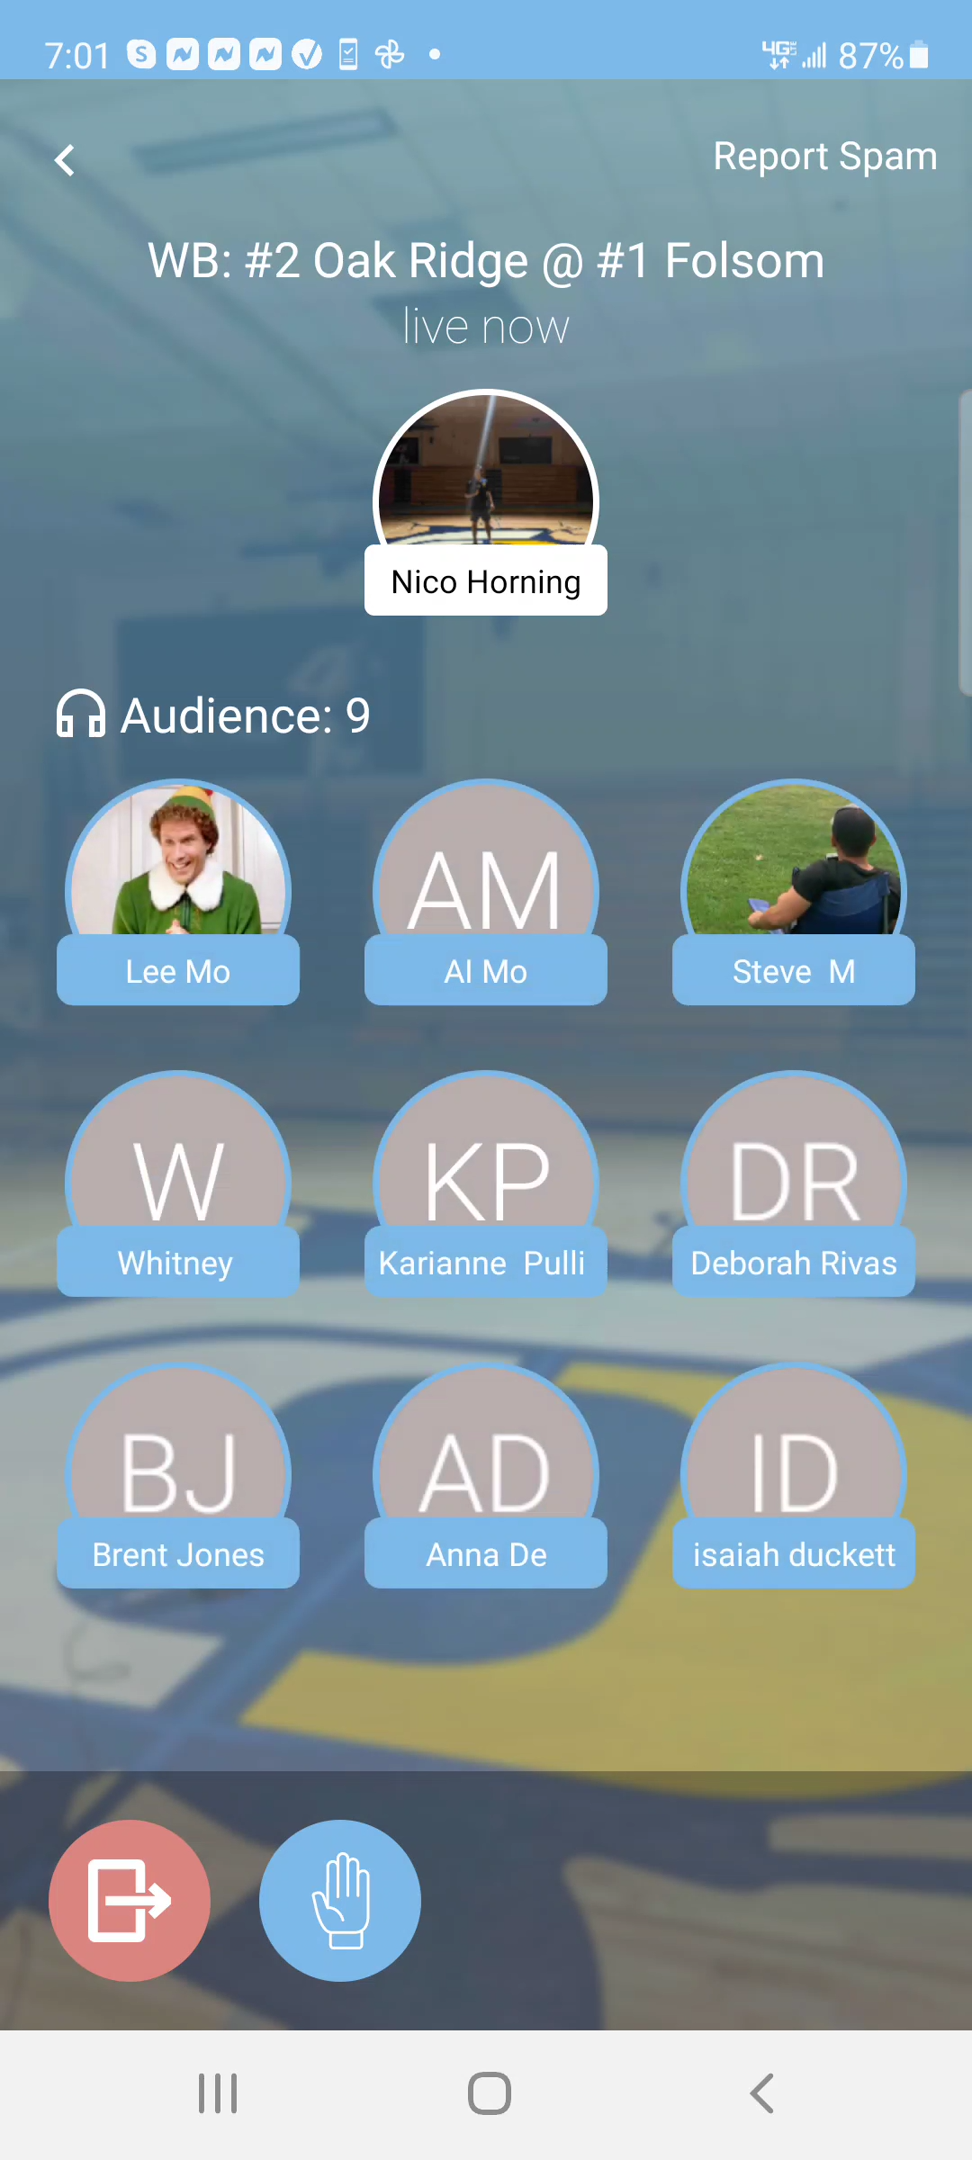 7:01
4G LTE 87%
Report Spam
WB: #2 Oak Ridge @ #1 Folsom
live now
Nico Horning
Audience: 9
AM
Lee Mo
Al Mo
Steve  M
W
KP
DR
Whitney
Karianne  Pulli
Deborah Rivas
BJ
AD
ID
Brent Jones
Anna De
isaiah duckett